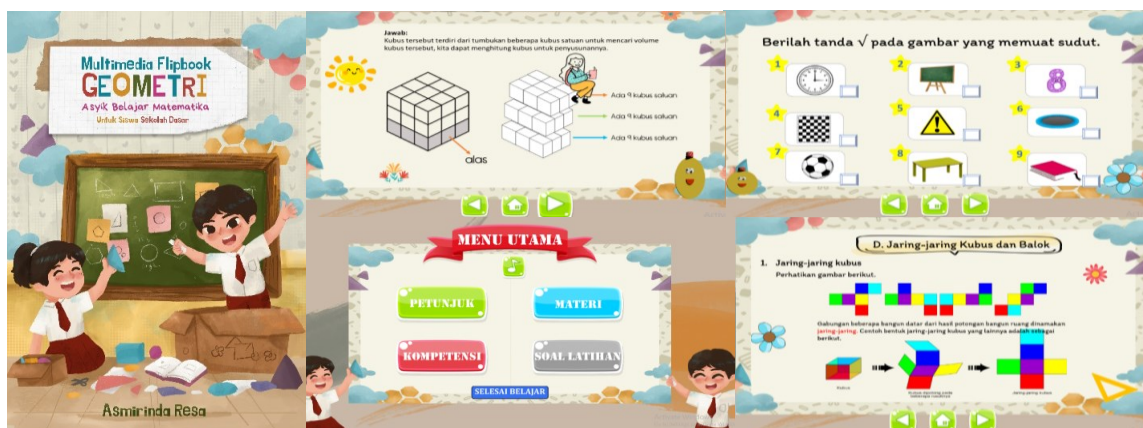 Multimedia Flipbook
GEOMETRI
Asyik Belajar Matematika
Untuk Siswa Sekolah Dasar
Asmirinda Resa
Jawab:
Kubus tersebut terdiri dari tumbukan beberapa kubus satuan untuk mencari volume
kubus tersebut, kita dapat menghitung kubus untuk penyusunannya.
Ada 9 kubus satuan
Ada 9 kubus satuan
Ada 9 kubus satuan
alas
Berilah tanda √ pada gambar yang memuat sudut.
1
2
3
8
4
5
6
7
8
9
MENU UTAMA
PETUNJUK
MATERI
KOMPETENSI
SOAL LATIHAN
SELESAI BELAJAR
D. Jaring-jaring Kubus dan Balok
1. Jaring-jaring kubus
Perhatikan gambar berikut.
Gabungan beberapa bangun datar dari hasil potongan bangun ruang dinamakan
jaring-jaring. Contoh bentuk jaring-jaring kubus yang lainnya adalah sebagai
berikut.
Jaring-jaring kubus